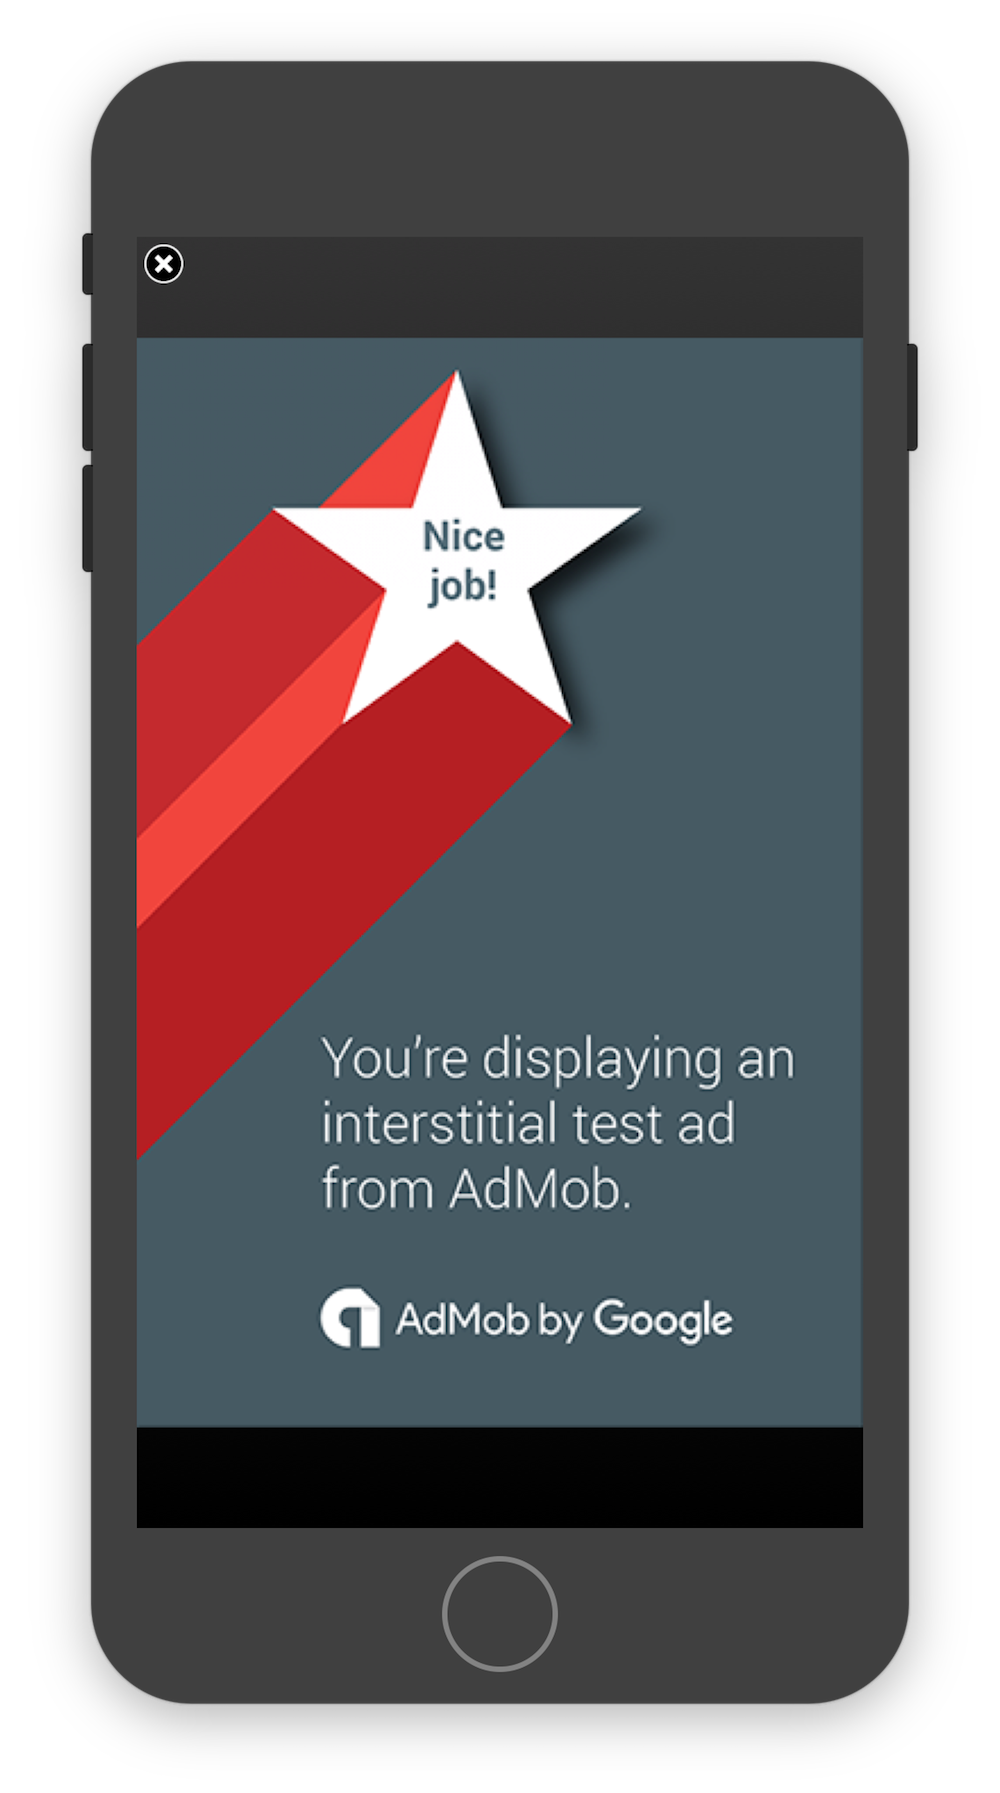 Nice
job!
You’re displaying an
interstitial test ad
from AdMob.
AdMob by Google